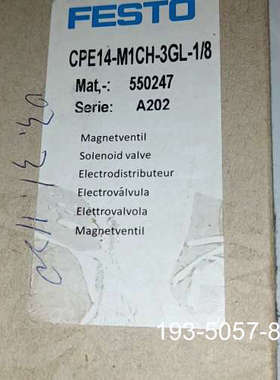 FESTO
CPE14-M1CH-3GL-1/8
Mat,-: 550247
Serie: A202
Magnetventil
Solenoid valve
Electrodistributeur
Electroválvula
Elettrovalvola
Magnetventil
193-5057-8